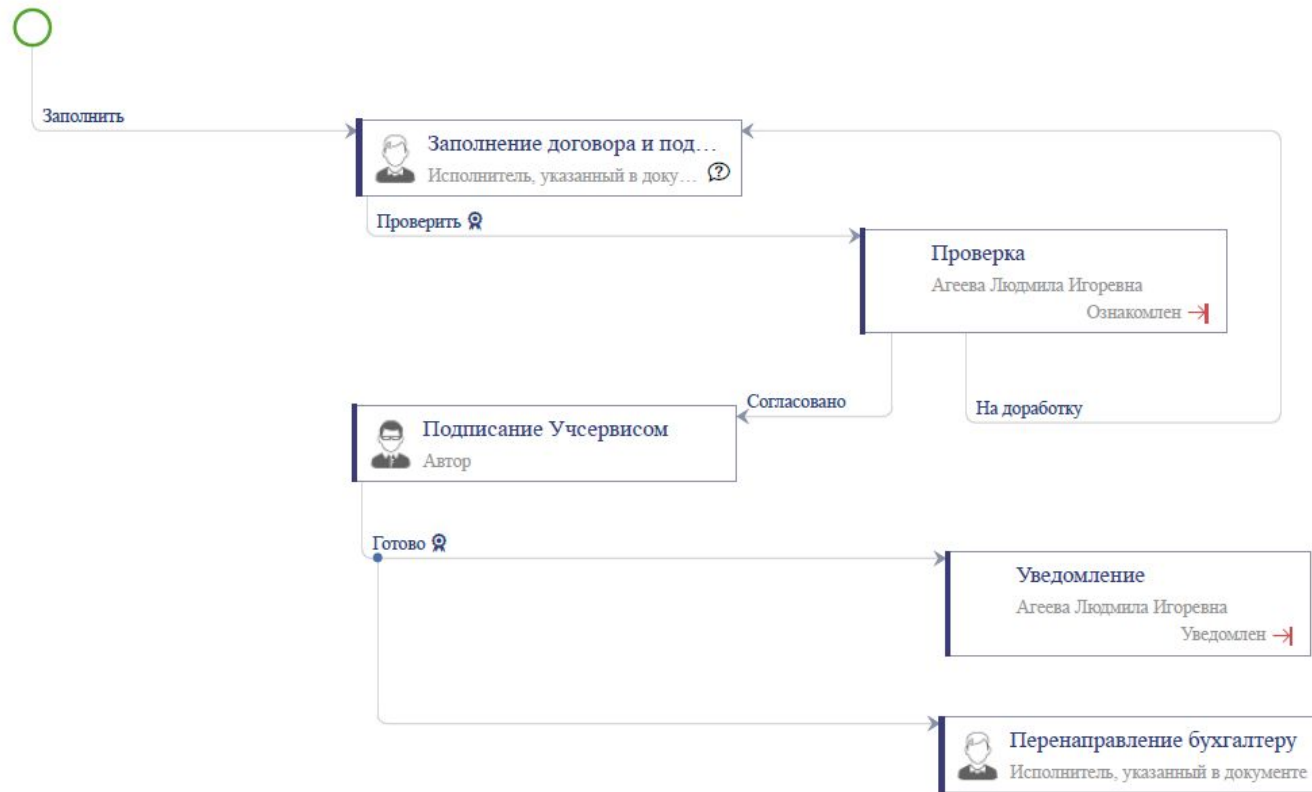 Заполнить
Заполнение договора и под...
Исполнитель, указанный в доку...
Проверить
Проверка
Агеева Людмила Игоревна
Ознакомлен
Согласовано
На доработку
Подписание Учсервисом
Автор
Готово
Уведомление
Агеева Людмила Игоревна
Уведомлен
Перенаправление бухгалтеру
Исполнитель, указанный в документе